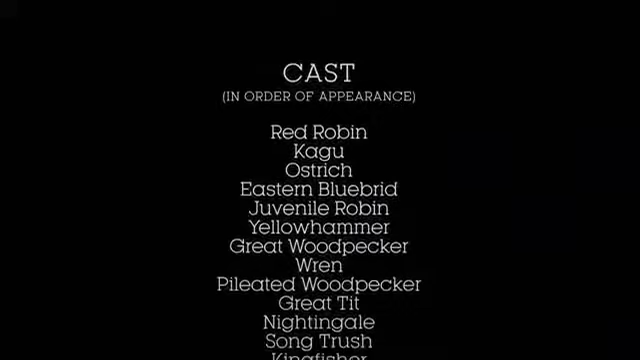 CAST
(IN ORDER OF APPEARANCE)
Red Robin
Kagu
Ostrich
Eastern Bluebrid
Juvenile Robin
Yellowhammer
Great Woodpecker
Wren
Pileated Woodpecker
Great Tit
Nightingale
Song Trush
Kingfisher